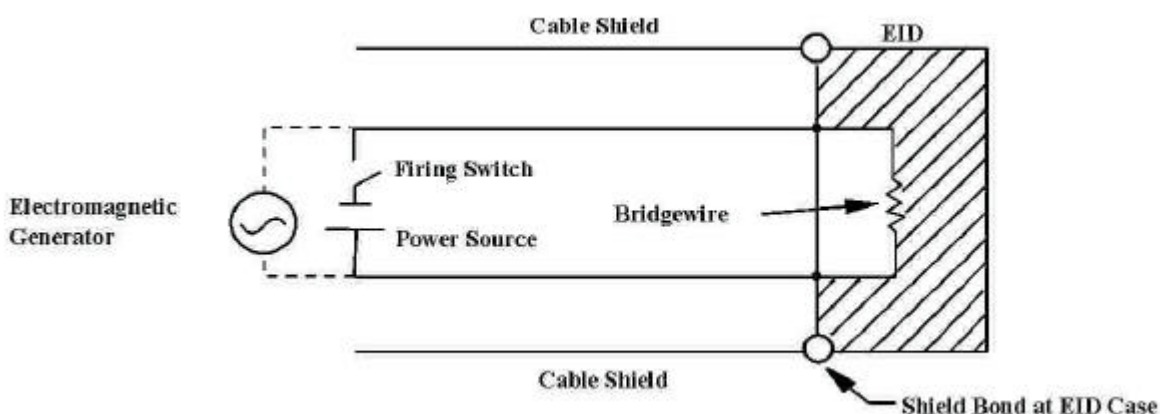 Cable Shield
EID
Firing Switch
Electromagnetic
Generator
Bridgewire
Power Source
Cable Shield
Shield Bond at EID Case